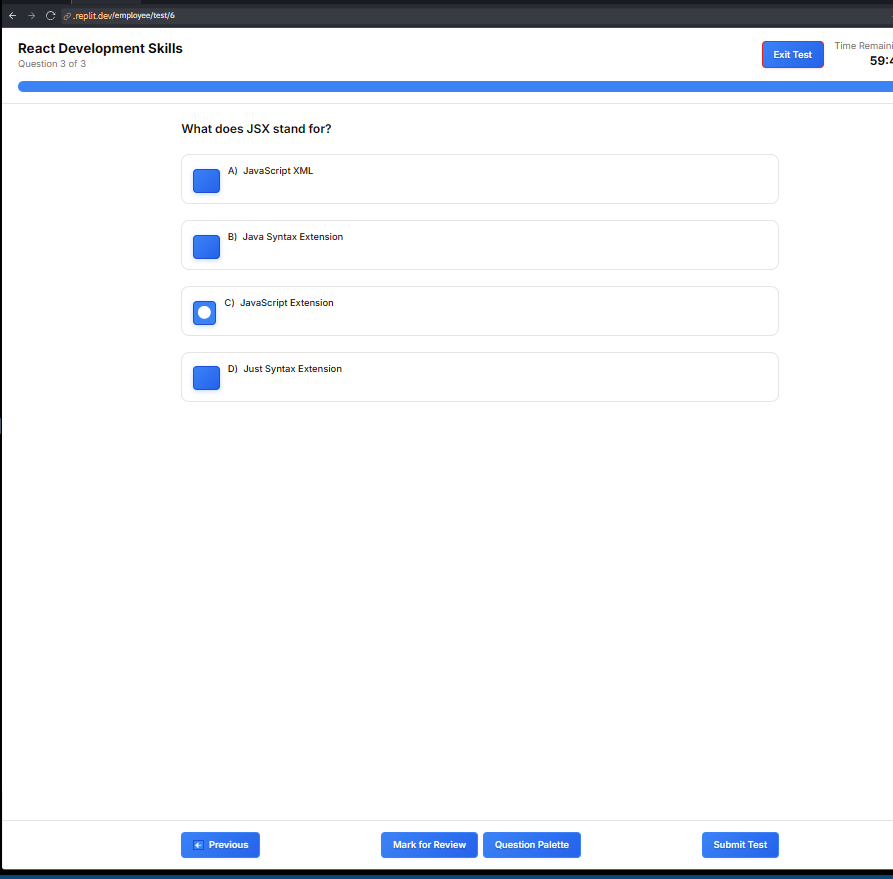 .replit.dev/employee/test/6
React Development Skills
Question 3 of 3
Exit Test
Time Remaini
59:4
What does JSX stand for?
A) JavaScript XML
B) Java Syntax Extension
C) JavaScript Extension
D) Just Syntax Extension
Previous
Mark for Review
Question Palette
Submit Test